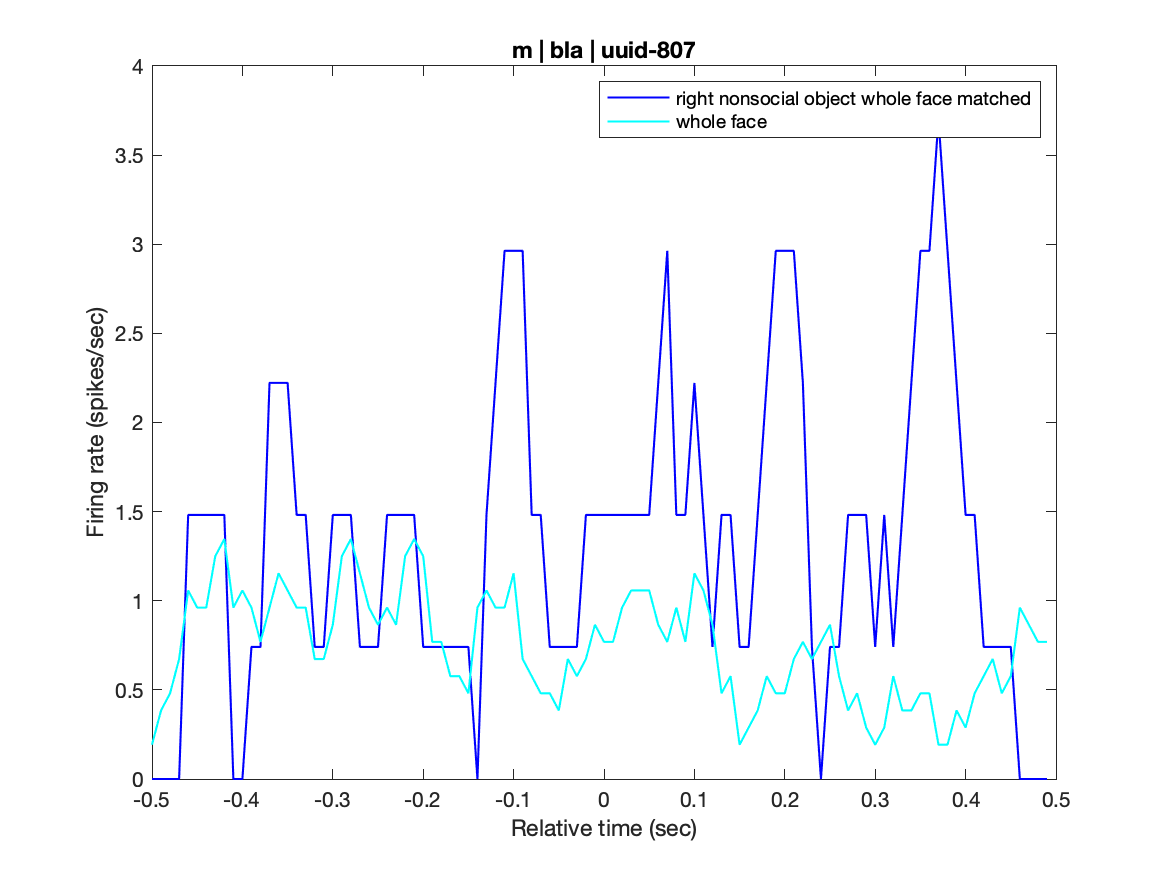 m | bla | uuid-807
right nonsocial object whole face matched
whole face
Firing rate (spikes/sec)
4
3.5
3
2.5
2
1.5
1
0.5
0
-0.5 -0.4 -0.3 -0.2 -0.1 0 0.1 0.2 0.3 0.4 0.5
Relative time (sec)